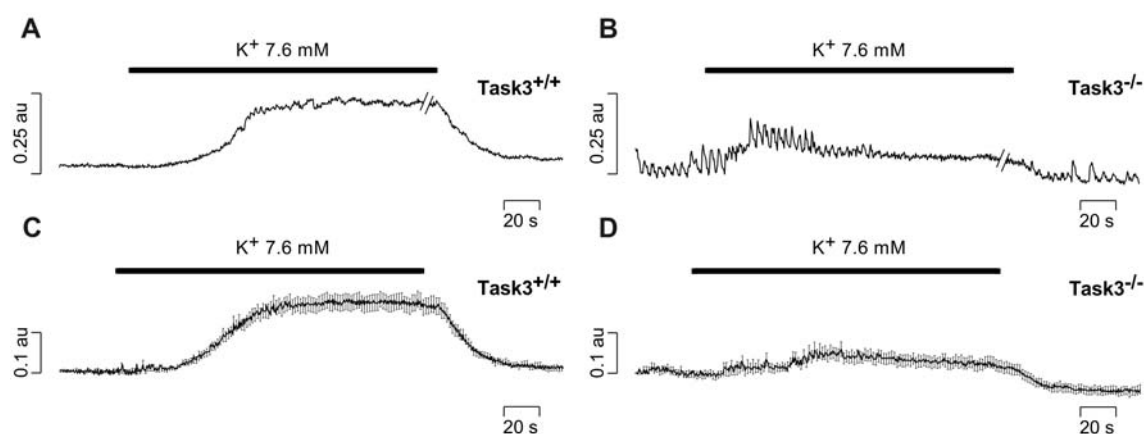 A
K⁺ 7.6 mM
Task3⁺/⁺
0.25 au
20 s
B
K⁺ 7.6 mM
Task3⁻/⁻
0.25 au
20 s
C
K⁺ 7.6 mM
Task3⁺/⁺
0.1 au
20 s
D
K⁺ 7.6 mM
Task3⁻/⁻
0.1 au
20 s